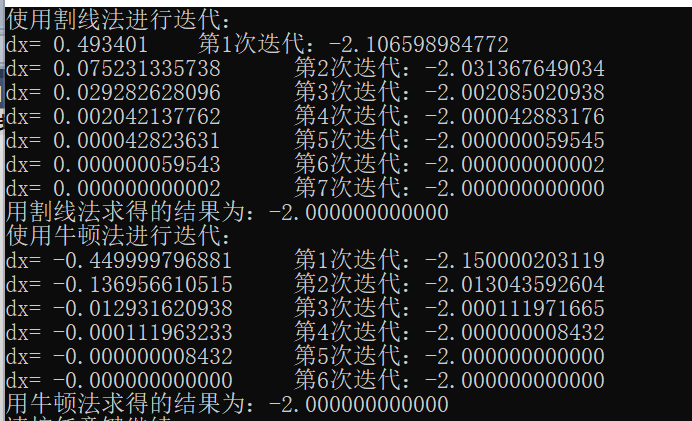 使用割线法进行迭代：
dx= 0.493401 第1次迭代：-2.106598984772
dx= 0.075231335738 第2次迭代：-2.031367649034
dx= 0.029282628096 第3次迭代：-2.002085020938
dx= 0.002042137762 第4次迭代：-2.000042883176
dx= 0.000042823631 第5次迭代：-2.000000059545
dx= 0.000000059543 第6次迭代：-2.000000000002
dx= 0.000000000002 第7次迭代：-2.000000000000
用割线法求得的结果为：-2.000000000000
使用牛顿法进行迭代：
dx= -0.449999796881 第1次迭代：-2.150000203119
dx= -0.136956610515 第2次迭代：-2.013043592604
dx= -0.012931620938 第3次迭代：-2.000111971665
dx= -0.000111963233 第4次迭代：-2.000000008432
dx= -0.000000008432 第5次迭代：-2.000000000000
dx= -0.000000000000 第6次迭代：-2.000000000000
用牛顿法求得的结果为：-2.000000000000